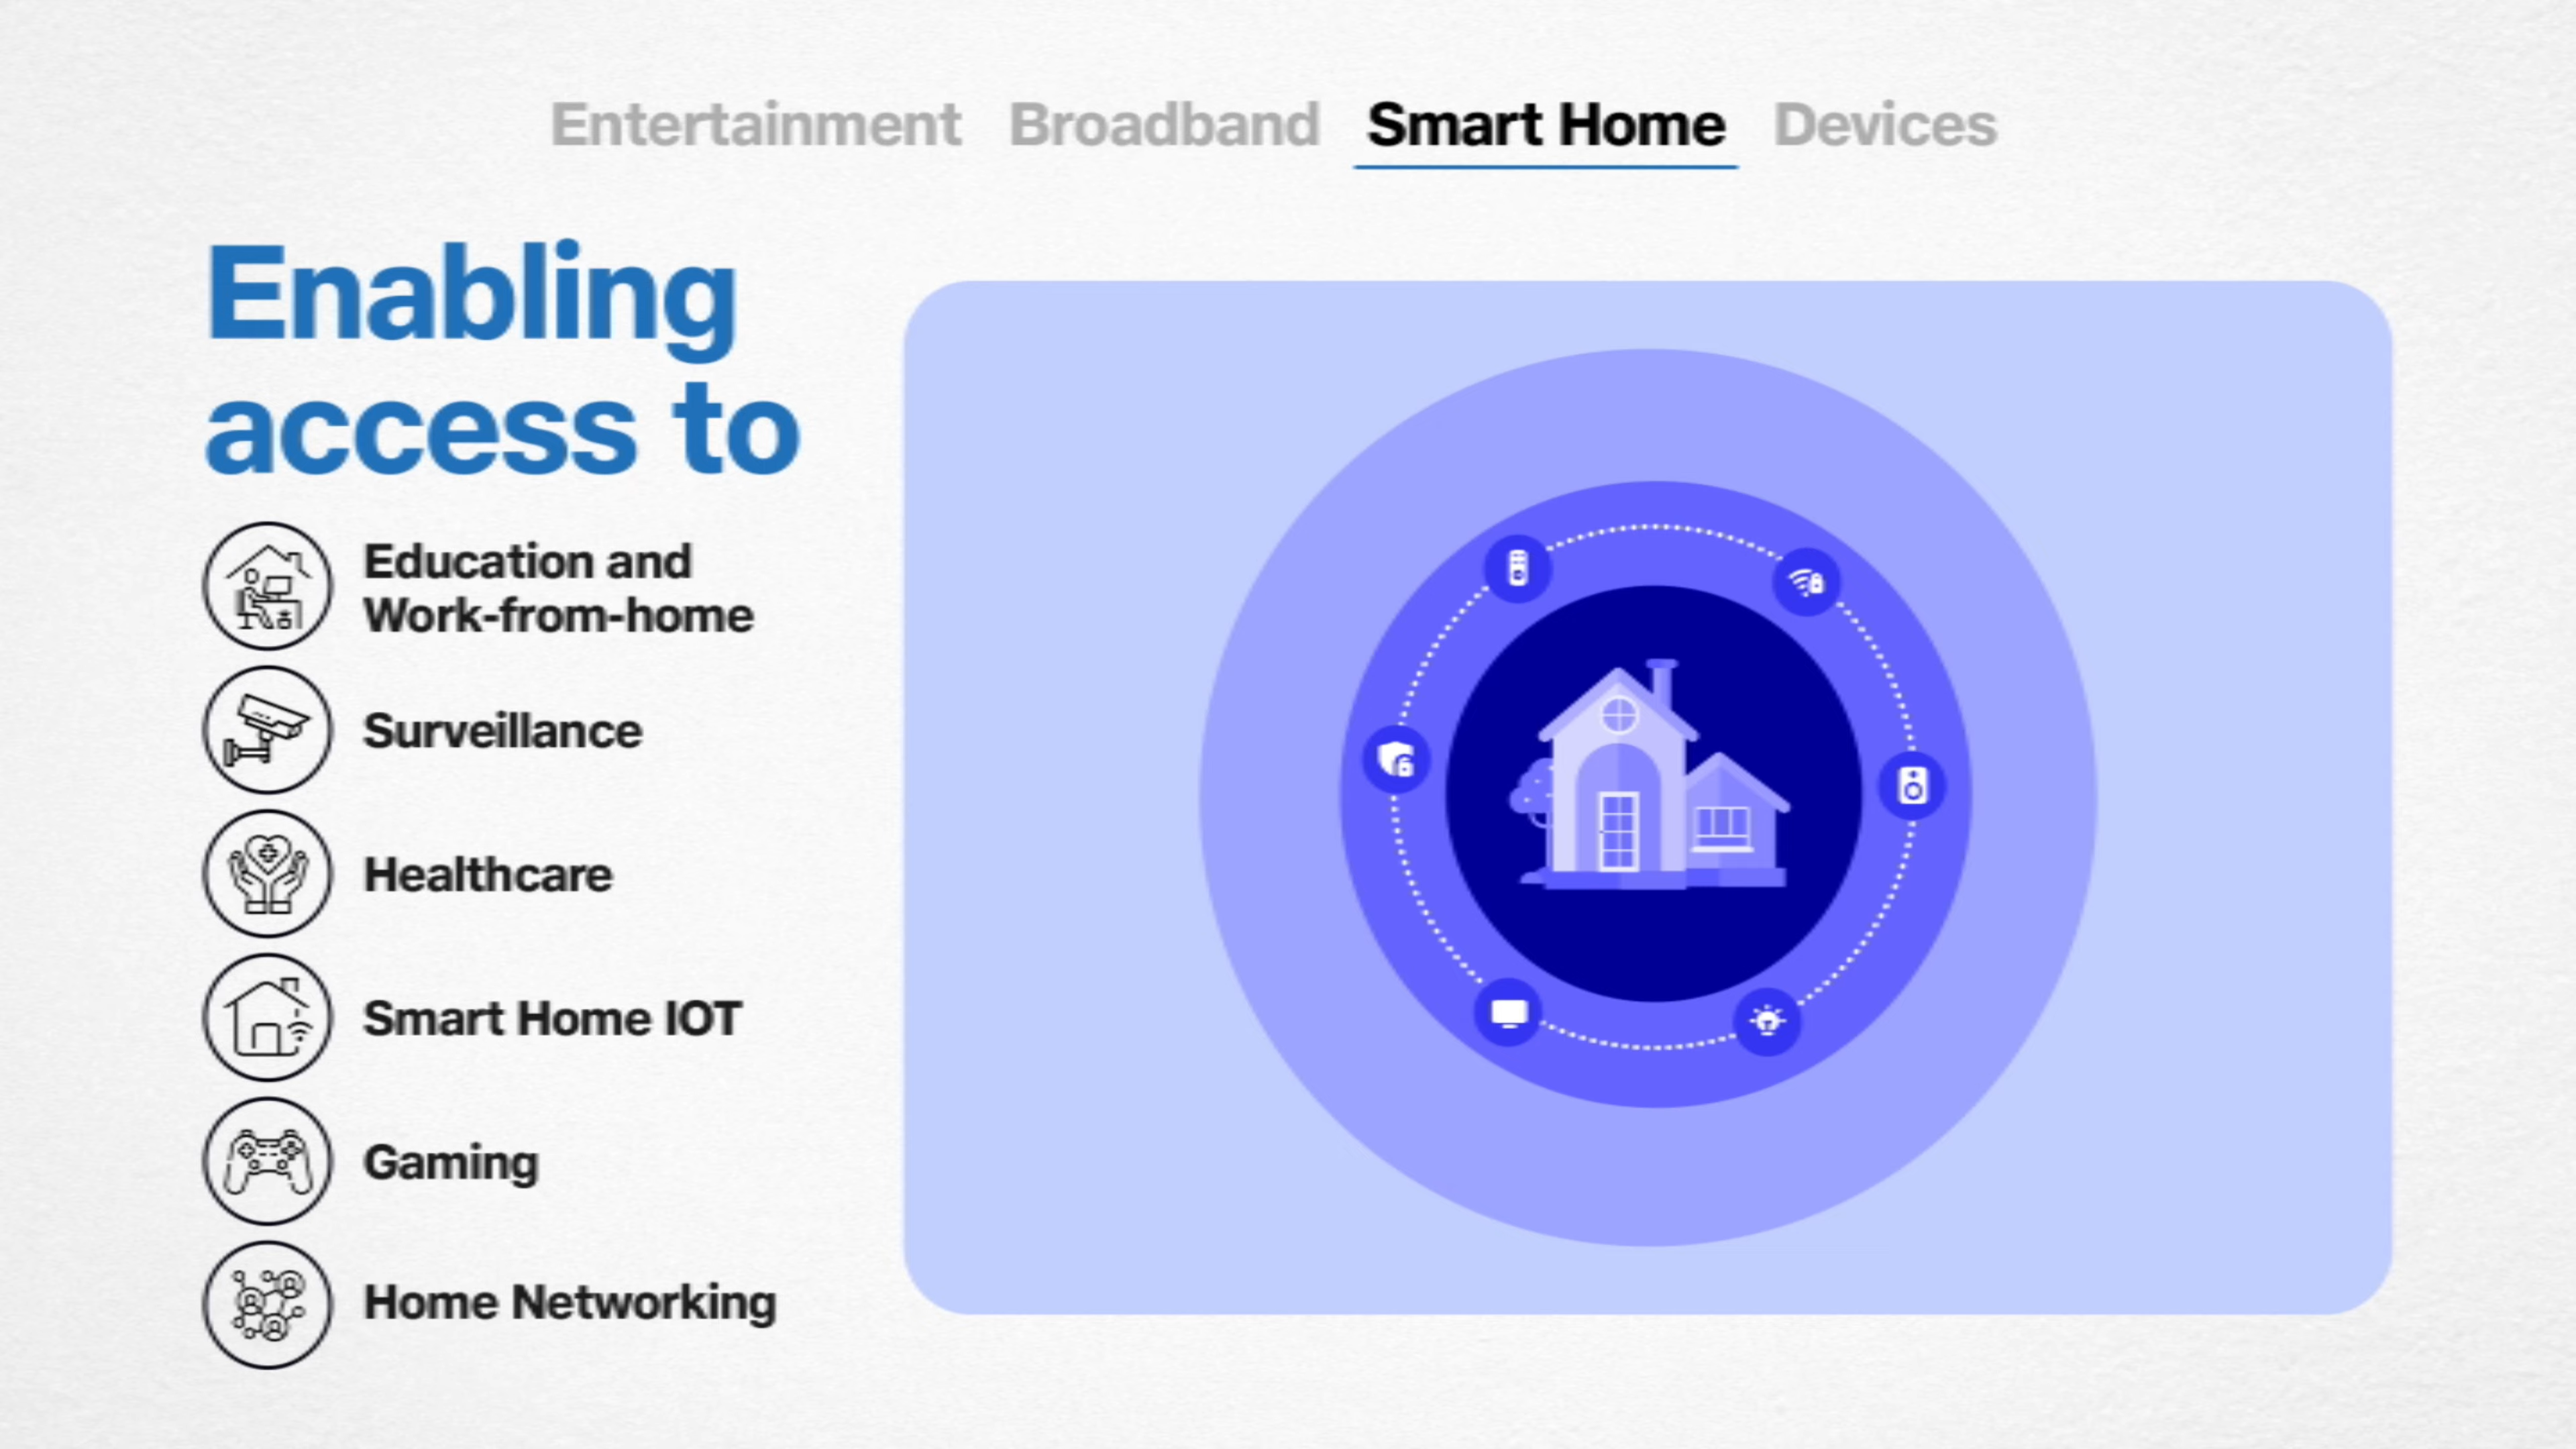 Entertainment Broadband Smart Home Devices
Enabling
access to
Education and
Work-from-home
Surveillance
Healthcare
Smart Home IOT
Gaming
Home Networking